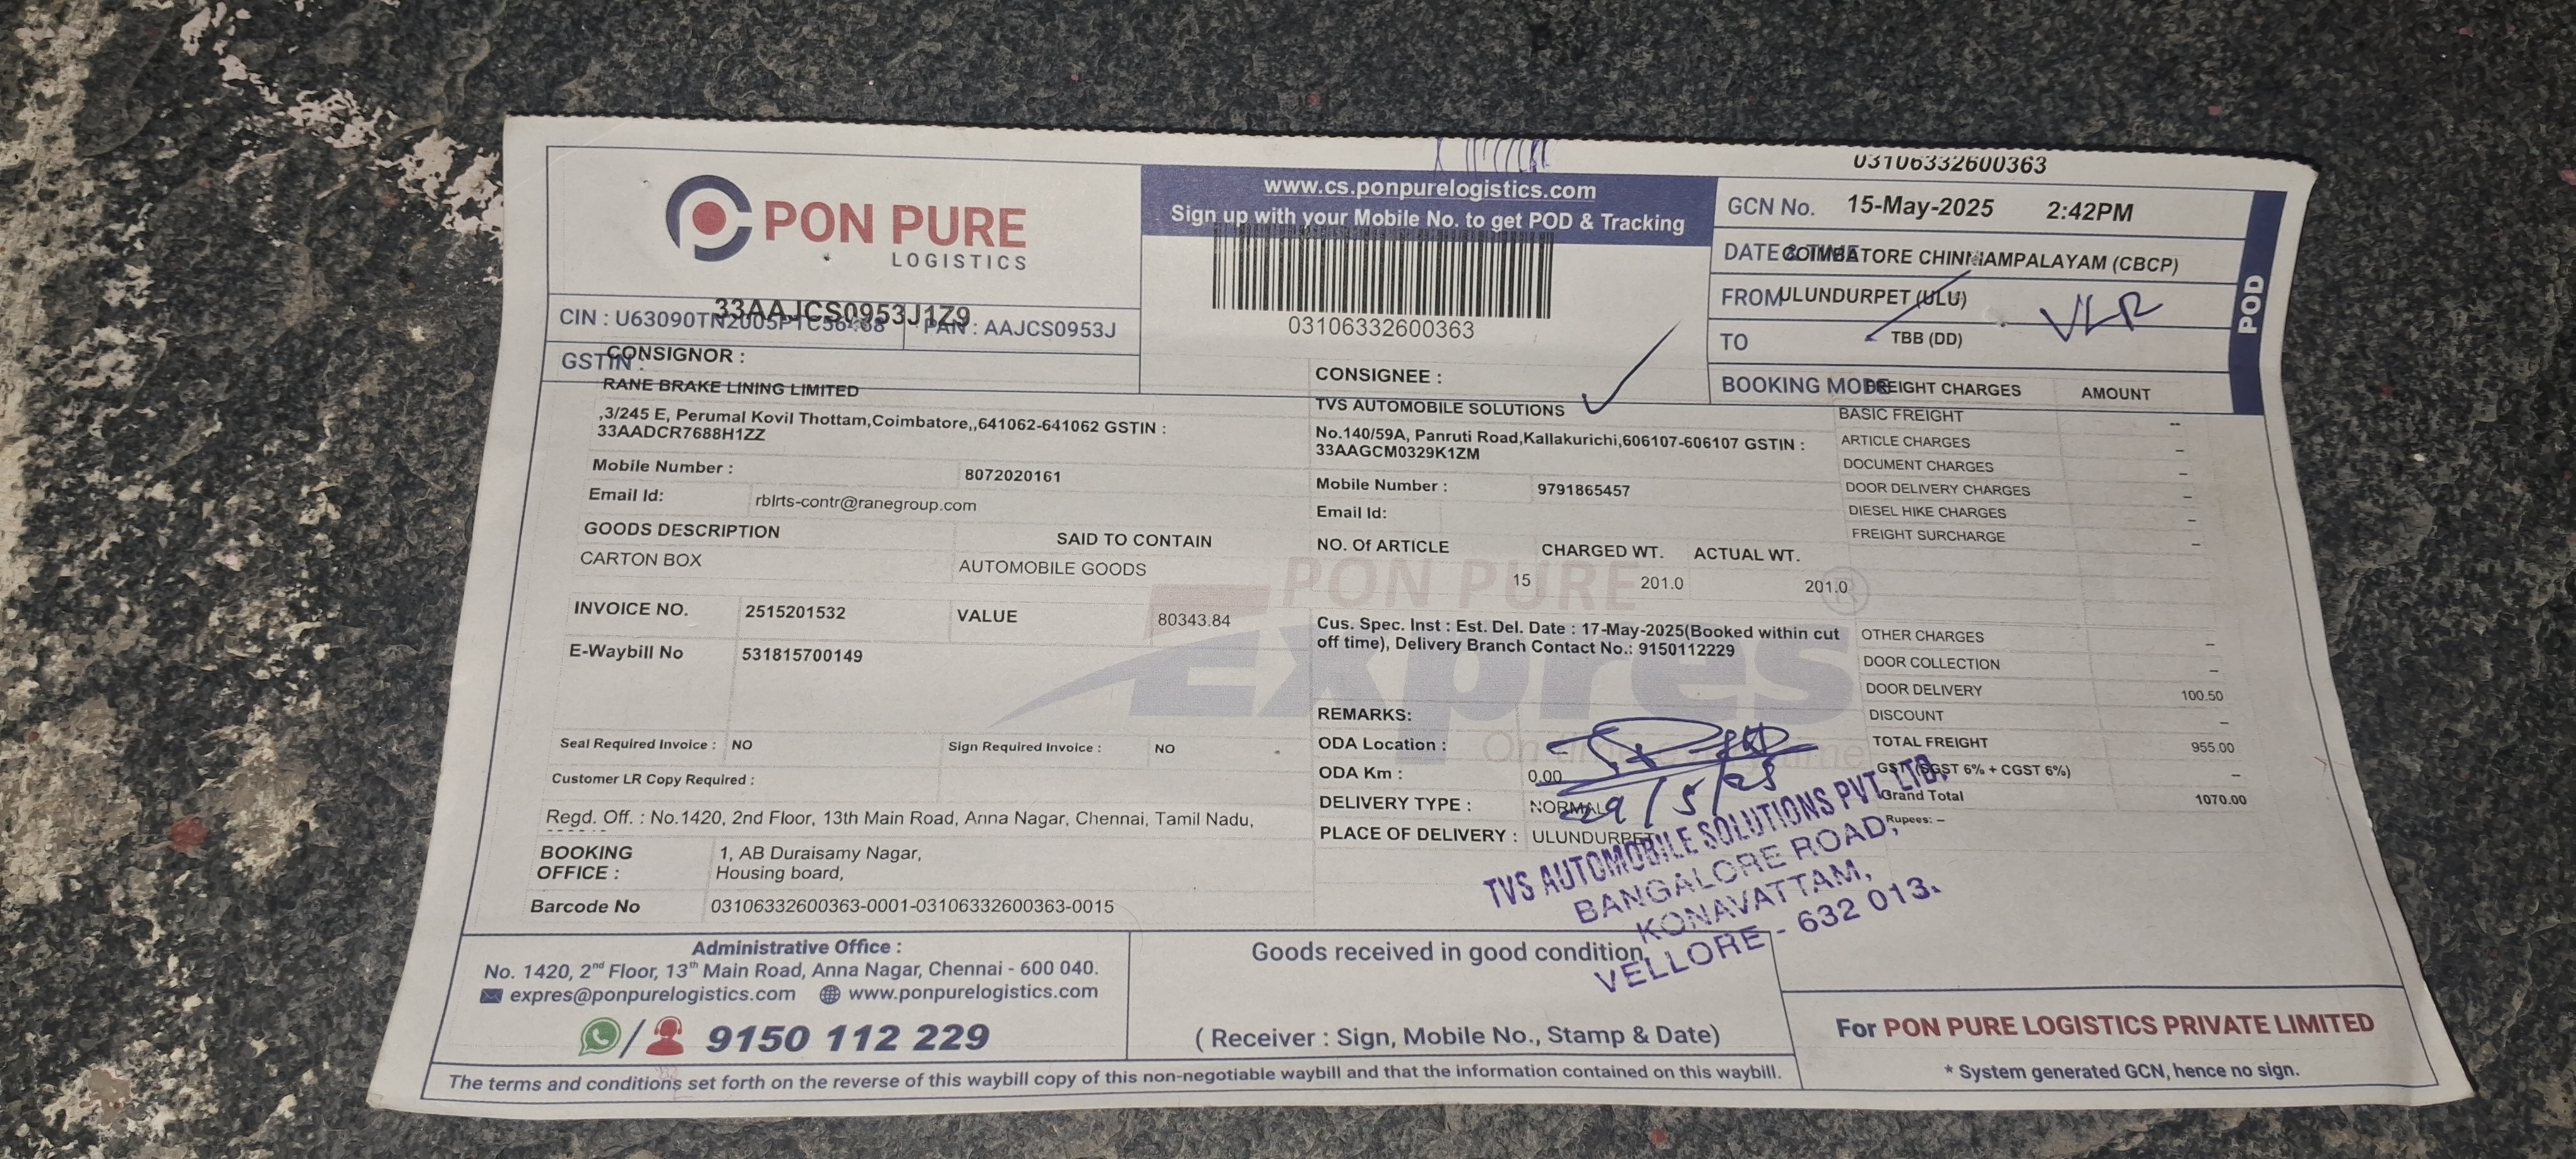 03106332600363
PON PURE
LOGISTICS
www.cs.ponpurelogistics.com
Sign up with your Mobile No. to get POD & Tracking
03106332600363
GCN No. 15-May-2025 2:42PM
DATE & TIME COIMBATORE CHINNIAMPALAYAM (CBCP)
FROM ULUNDURPET (ULU)
VLR
TO TBB (DD)
BOOKING MODE
POD
33AAJCS0953J1Z9
CIN : PAN : AAJCS0953J
GSTIN :
CONSIGNOR :
RANE BRAKE LINING LIMITED
,3/245 E, Perumal Kovil Thottam,Coimbatore,,641062-641062 GSTIN :
33AADCR7688H1ZZ
Mobile Number : 8072020161
Email Id: rblrts-contr@ranegroup.com
CONSIGNEE :
TVS AUTOMOBILE SOLUTIONS
No.140/59A, Panruti Road,Kallakurichi,606107-606107 GSTIN :
33AAGCM0329K1ZM
Mobile Number : 9791865457
Email Id:
GOODS DESCRIPTION SAID TO CONTAIN
CARTON BOX AUTOMOBILE GOODS
NO. Of ARTICLE CHARGED WT. ACTUAL WT.
15 201.0 201.0
INVOICE NO. 2515201532 VALUE 80343.84
E-Waybill No 531815700149
PON PURE
Expres
Cus. Spec. Inst : Est. Del. Date : 17-May-2025(Booked within cut
off time), Delivery Branch Contact No.: 9150112229
FREIGHT CHARGES AMOUNT
BASIC FREIGHT --
ARTICLE CHARGES –
DOCUMENT CHARGES –
DOOR DELIVERY CHARGES –
DIESEL HIKE CHARGES –
FREIGHT SURCHARGE –
OTHER CHARGES –
DOOR COLLECTION –
DOOR DELIVERY 100.50
DISCOUNT –
TOTAL FREIGHT 955.00
GST (SGST 6% + CGST 6%) –
Grand Total 1070.00
Rupees: –
Seal Required Invoice : NO Sign Required Invoice : NO
Customer LR Copy Required :
REMARKS:
ODA Location :
ODA Km : 0.00
DELIVERY TYPE : NORMAL
PLACE OF DELIVERY : ULUNDURPET
Regd. Off. : No.1420, 2nd Floor, 13th Main Road, Anna Nagar, Chennai, Tamil Nadu,
BOOKING 1, AB Duraisamy Nagar,
OFFICE : Housing board,
Barcode No 03106332600363-0001-03106332600363-0015
TVS AUTOMOBILE SOLUTIONS PVT. LTD.
BANGALORE ROAD,
KONAVATTAM,
VELLORE - 632 013.
Administrative Office :
No. 1420, 2nd Floor, 13th Main Road, Anna Nagar, Chennai - 600 040.
expres@ponpurelogistics.com www.ponpurelogistics.com
9150 112 229
Goods received in good condition,
( Receiver : Sign, Mobile No., Stamp & Date)
For PON PURE LOGISTICS PRIVATE LIMITED
* System generated GCN, hence no sign.
The terms and conditions set forth on the reverse of this waybill copy of this non-negotiable waybill and that the information contained on this waybill.